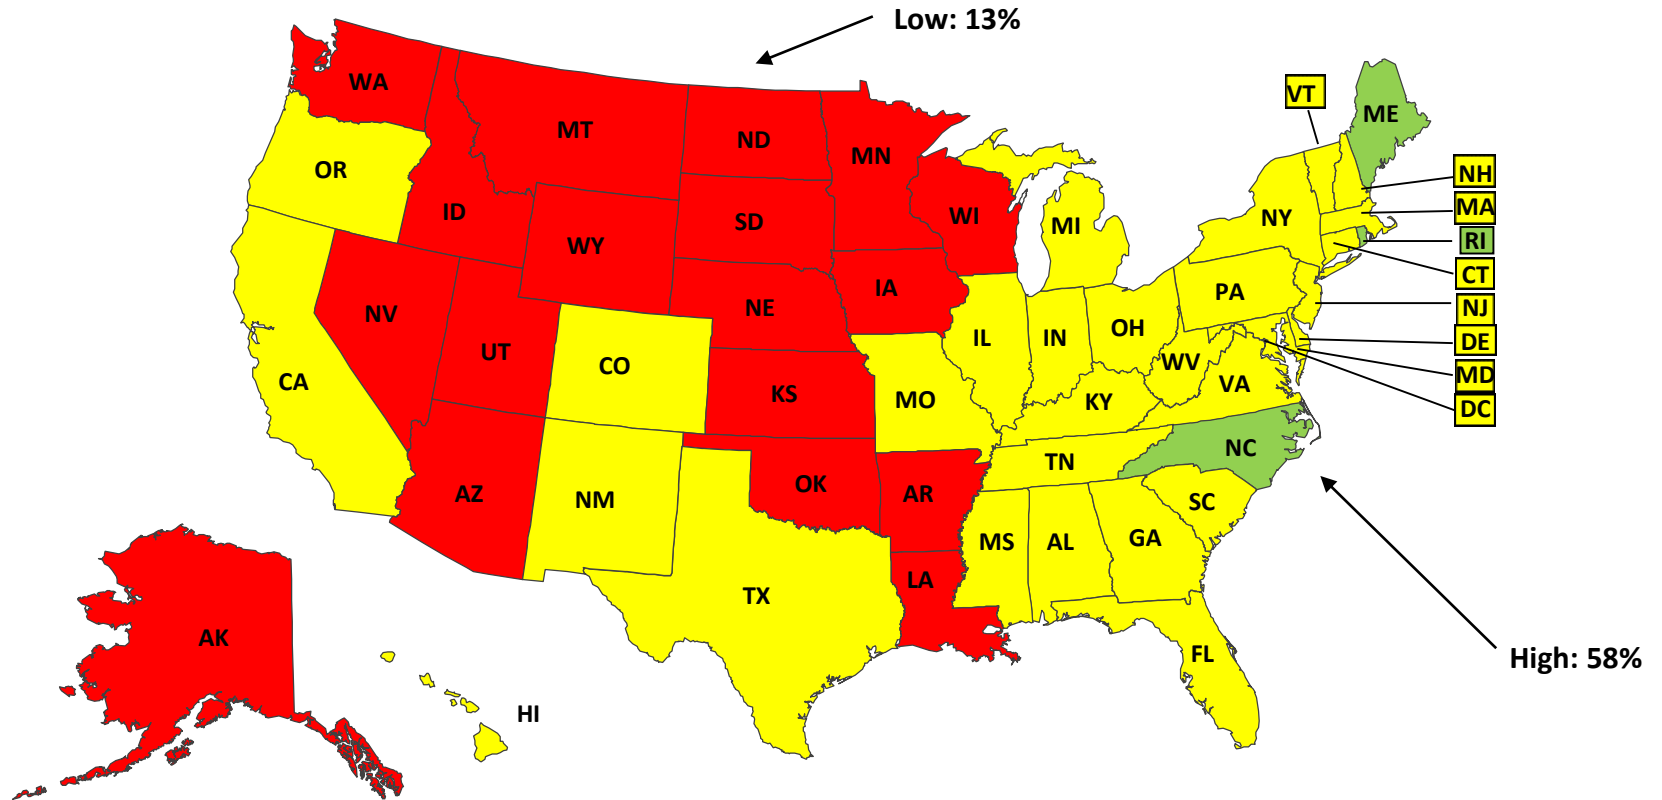 Low: 13%
WA
MT
ND
MN
VT
ME
OR
ID
WY
SD
WI
MI
NY
NH
MA
RI
CT
NV
UT
CO
NE
IA
IL
IN
OH
PA
NJ
DE
MD
DC
CA
KS
MO
KY
WV
VA
AZ
NM
OK
AR
TN
NC
SC
MS
AL
GA
TX
LA
FL
AK
HI
High: 58%